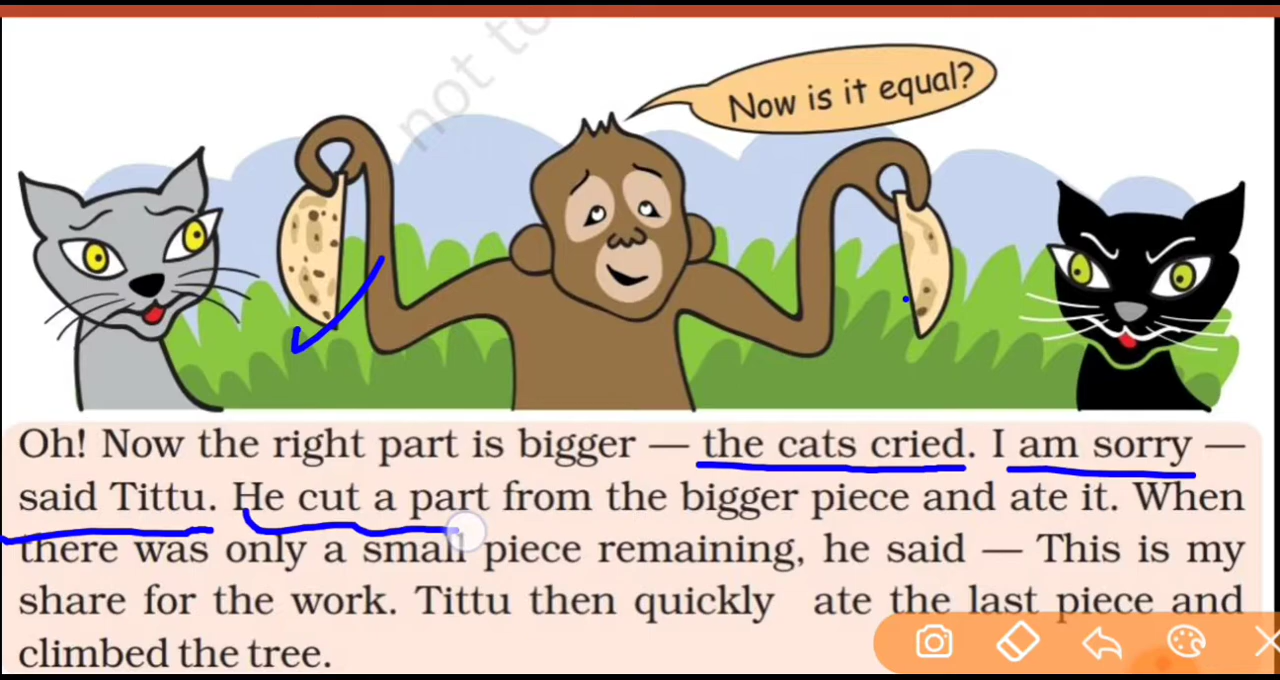 not to
Now is it equal?
Oh! Now the right part is bigger — the cats cried. I am sorry —
said Tittu. He cut a part from the bigger piece and ate it. When
there was only a small piece remaining, he said — This is my
share for the work. Tittu then quickly ate the last piece and
climbed the tree.